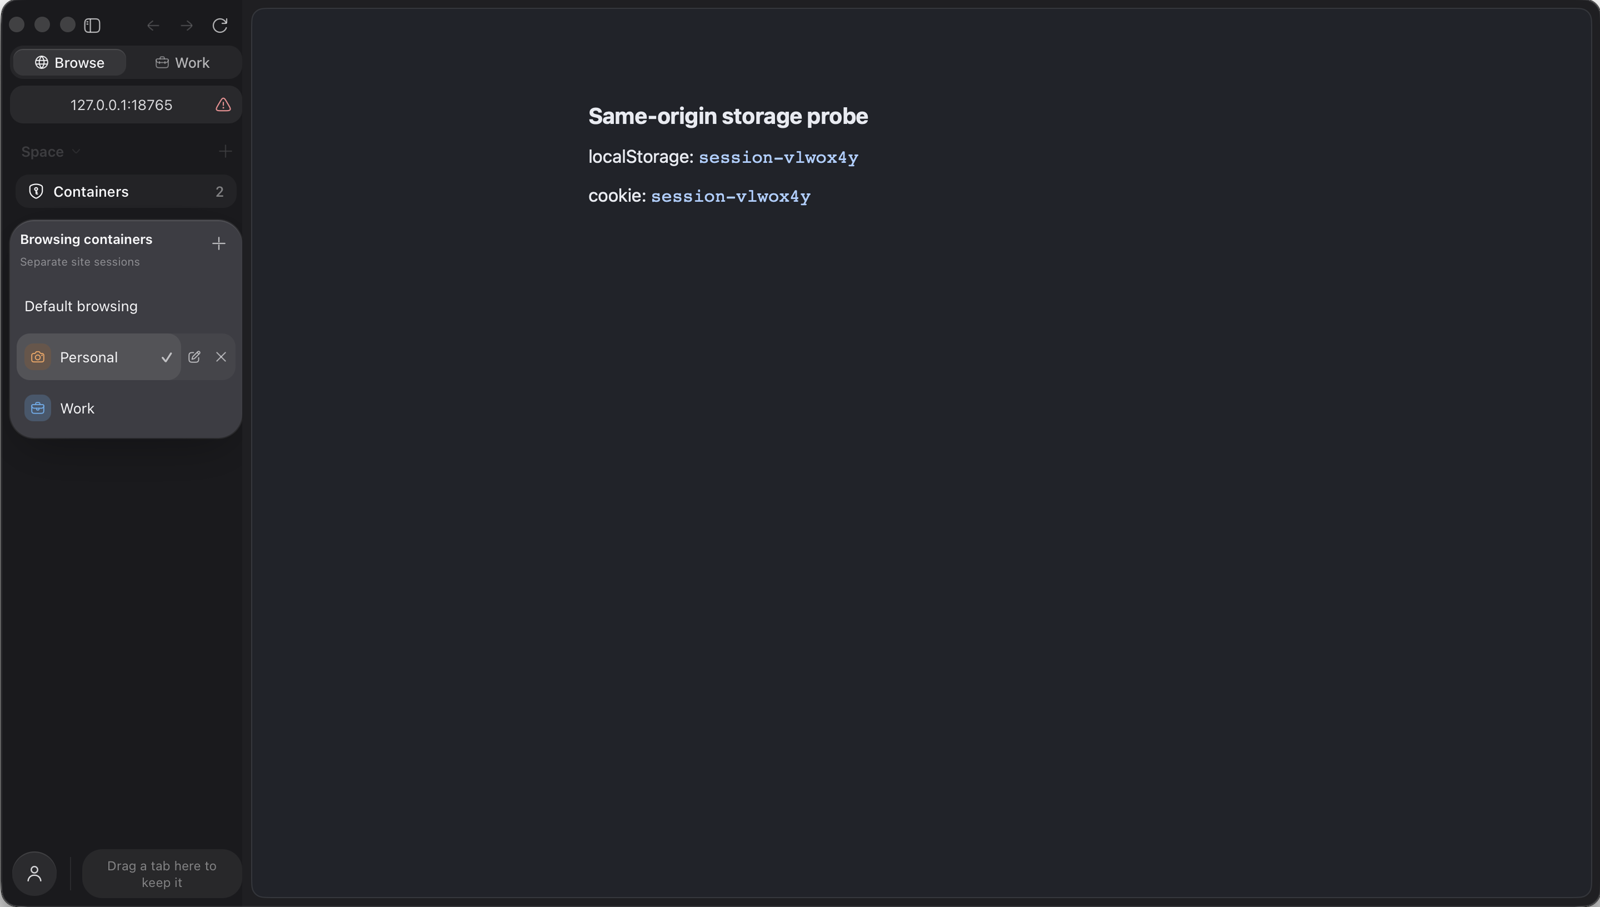 Browse
Work
127.0.0.1:18765
Space
Containers 2
Browsing containers
Separate site sessions
Default browsing
Personal
Work
Drag a tab here to
keep it
Same-origin storage probe
localStorage: session-vlwox4y
cookie: session-vlwox4y